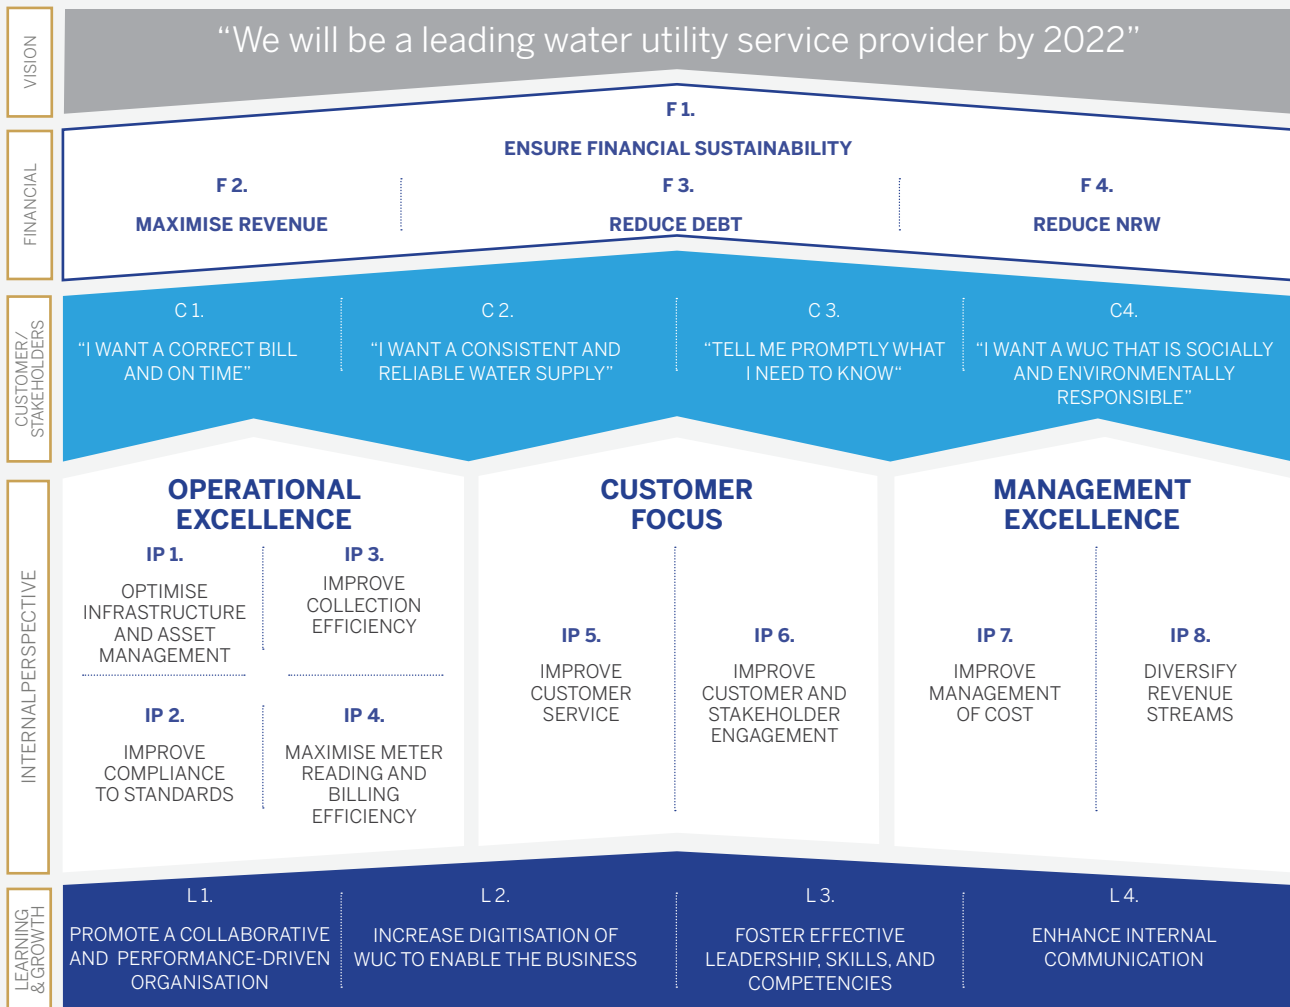 VISION
“We will be a leading water utility service provider by 2022”
FINANCIAL
F 1.
ENSURE FINANCIAL SUSTAINABILITY
F 2.
MAXIMISE REVENUE
F 3.
REDUCE DEBT
F 4.
REDUCE NRW
CUSTOMER/
STAKEHOLDERS
C 1.
“I WANT A CORRECT BILL
AND ON TIME”
C 2.
“I WANT A CONSISTENT AND
RELIABLE WATER SUPPLY”
C 3.
“TELL ME PROMPTLY WHAT
I NEED TO KNOW“
C4.
“I WANT A WUC THAT IS SOCIALLY
AND ENVIRONMENTALLY
RESPONSIBLE”
INTERNALPERSPECTIVE
OPERATIONAL
EXCELLENCE
IP 1.
OPTIMISE
INFRASTRUCTURE
AND ASSET
MANAGEMENT
IP 3.
IMPROVE
COLLECTION
EFFICIENCY
IP 2.
IMPROVE
COMPLIANCE
TO STANDARDS
IP 4.
MAXIMISE METER
READING AND
BILLING
EFFICIENCY
CUSTOMER
FOCUS
IP 5.
IMPROVE
CUSTOMER
SERVICE
IP 6.
IMPROVE
CUSTOMER AND
STAKEHOLDER
ENGAGEMENT
MANAGEMENT
EXCELLENCE
IP 7.
IMPROVE
MANAGEMENT
OF COST
IP 8.
DIVERSIFY
REVENUE
STREAMS
LEARNING
& GROWTH
L 1.
PROMOTE A COLLABORATIVE
AND PERFORMANCE-DRIVEN
ORGANISATION
L 2.
INCREASE DIGITISATION OF
WUC TO ENABLE THE BUSINESS
L 3.
FOSTER EFFECTIVE
LEADERSHIP, SKILLS, AND
COMPETENCIES
L 4.
ENHANCE INTERNAL
COMMUNICATION